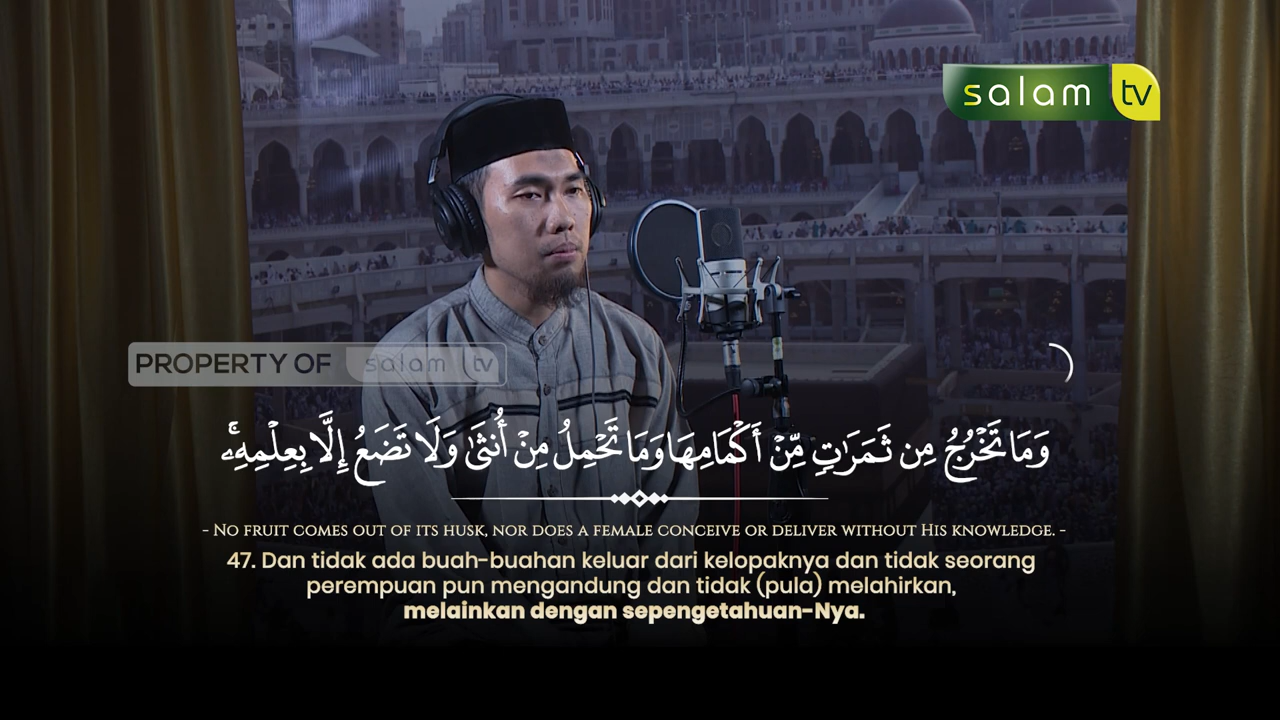 salam tv
PROPERTY OF salam tv
وَمَا تَخْرُجُ مِن ثَمَرَٰتٍ مِّنْ أَكْمَامِهَا وَمَا تَحْمِلُ مِنْ أُنثَىٰ وَلَا تَضَعُ إِلَّا بِعِلْمِهِۦۚ
- No fruit comes out of its husk, nor does a female conceive or deliver without His knowledge. -
47. Dan tidak ada buah-buahan keluar dari kelopaknya dan tidak seorang
perempuan pun mengandung dan tidak (pula) melahirkan,
melainkan dengan sepengetahuan-Nya.